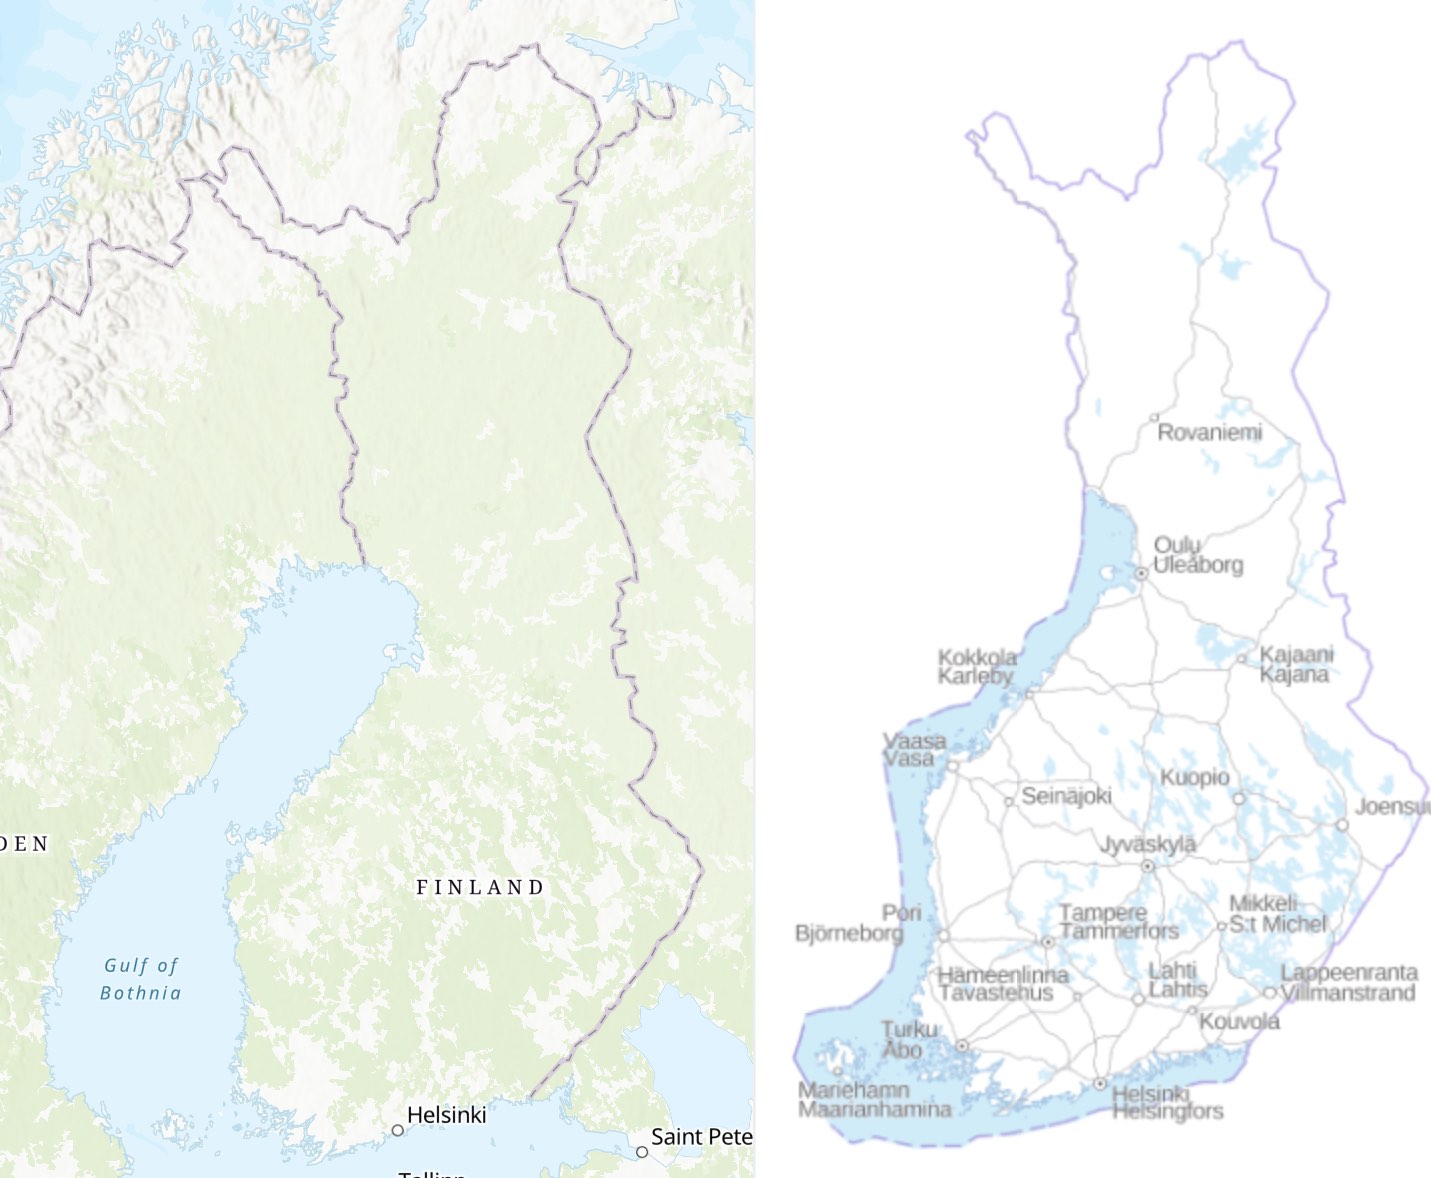 DEN
FINLAND
Gulf of
Bothnia
Helsinki
Saint Pete
Tallinn
Rovaniemi
Oulu
Uleåborg
Kokkola
Karleby
Kajaani
Kajana
Vaasa
Vasa
Kuopio
Seinäjoki
Joensuu
Jyväskylä
Pori
Björneborg
Tampere
Tammerfors
Mikkeli
S:t Michel
Hämeenlinna
Tavastehus
Lahti
Lahtis
Lappeenranta
Villmanstrand
Kouvola
Turku
Åbo
Mariehamn
Maarianhamina
Helsinki
Helsingfors